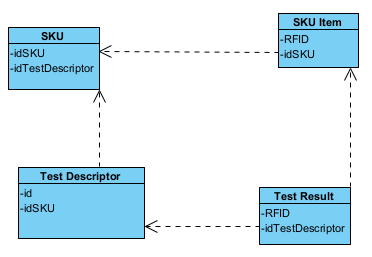 SKU
-idSKU
-idTestDescriptor
SKU Item
-RFID
-idSKU
Test Descriptor
-id
-idSKU
Test Result
-RFID
-idTestDescriptor